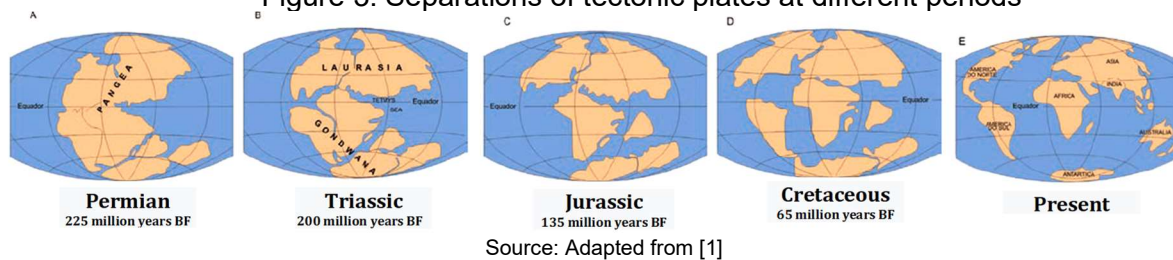 Figure 3: Separations of tectonic plates at different periods
A
B
C
D
E
PANGEA
Equador
LAURASIA
TETHYS
SEA
GONDWANA
Equador
Equador
Equador
AMERICA
DO NORTE
ASIA
INDIA
AFRICA
Equador
AMERICA
DO SUL
AUSTRALIA
ANTARTICA
Permian
225 million years BF
Triassic
200 million years BF
Jurassic
135 million years BF
Cretaceous
65 million years BF
Present
Source: Adapted from [1]